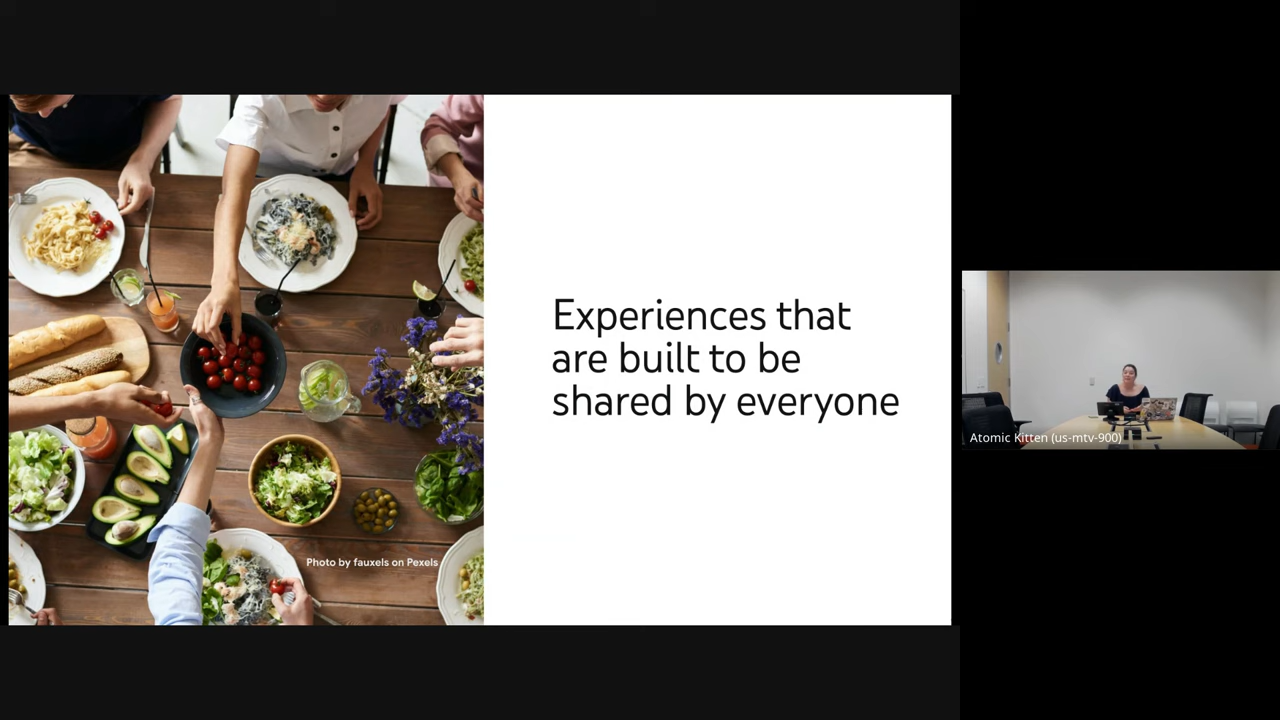 Experiences that
are built to be
shared by everyone
Photo by fauxels on Pexels
Atomic Kitten (us-mtv-900)